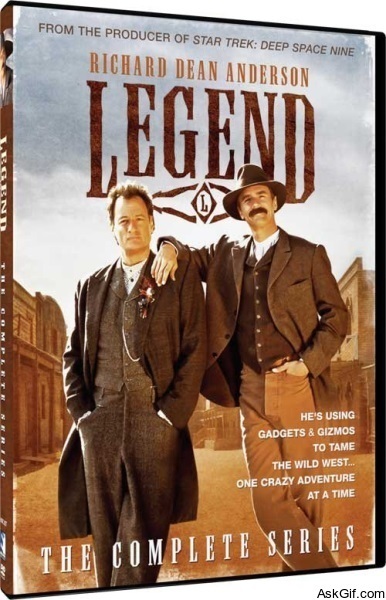 FROM THE PRODUCER OF STAR TREK: DEEP SPACE NINE
RICHARD DEAN ANDERSON
LEGEND
L
HE'S USING
GADGETS & GIZMOS
TO TAME
THE WILD WEST...
ONE CRAZY ADVENTURE
AT A TIME
THE COMPLETE SERIES
LEGEND
THE COMPLETE SERIES
AskGif.com